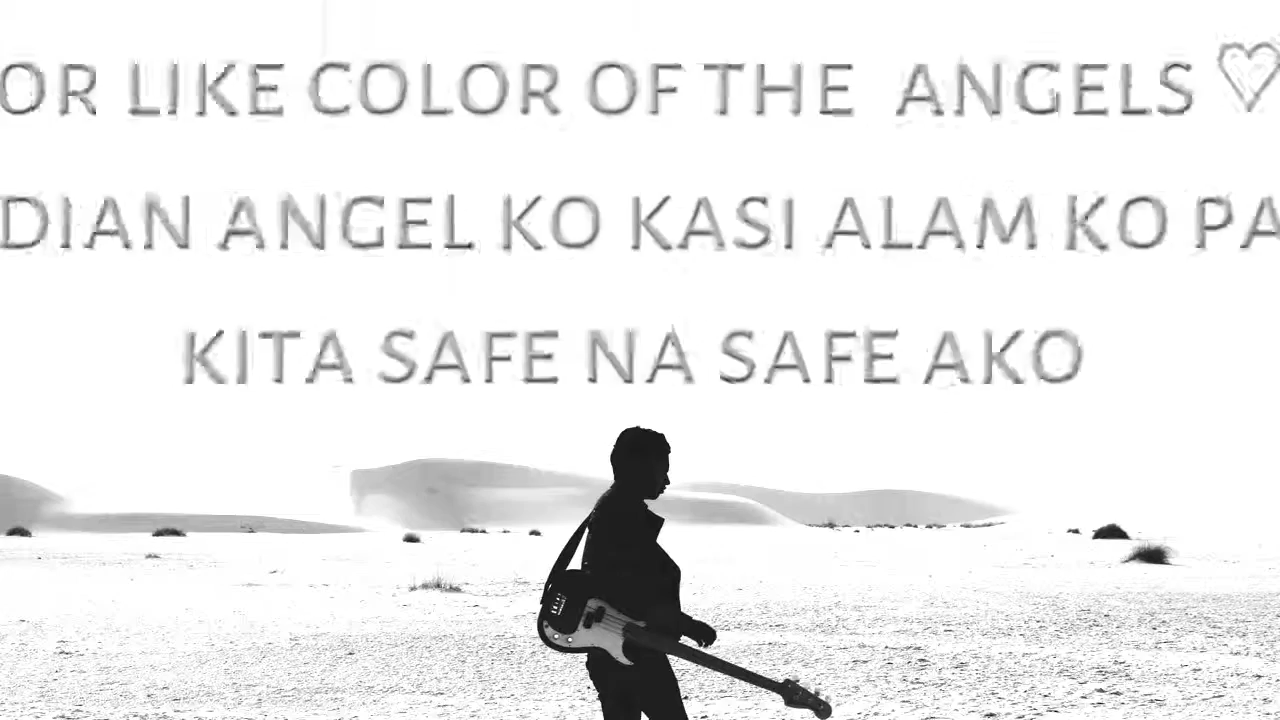 OR LIKE COLOR OF THE ANGELS ♡
DIAN ANGEL KO KASI ALAM KO PA
KITA SAFE NA SAFE AKO